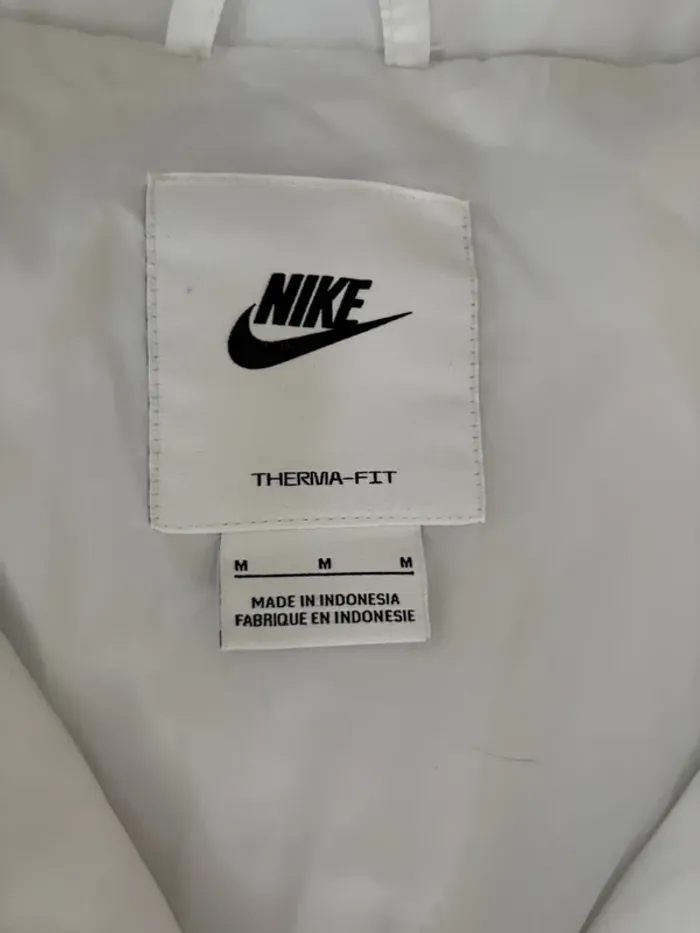 NIKE
THERMA-FIT
M M M
MADE IN INDONESIA
FABRIQUE EN INDONESIE